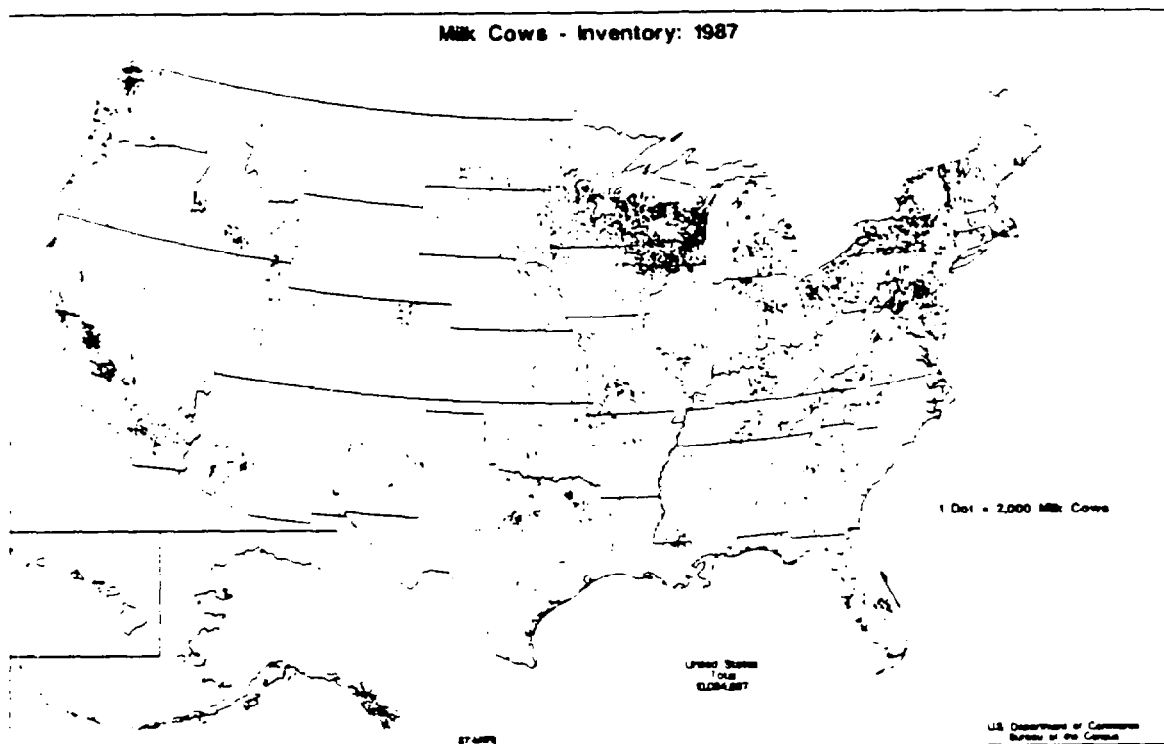 Milk Cows - Inventory: 1987
1 Dot = 2,000 Milk Cows
United States
Total
U.S. Department of Commerce
Bureau of the Census